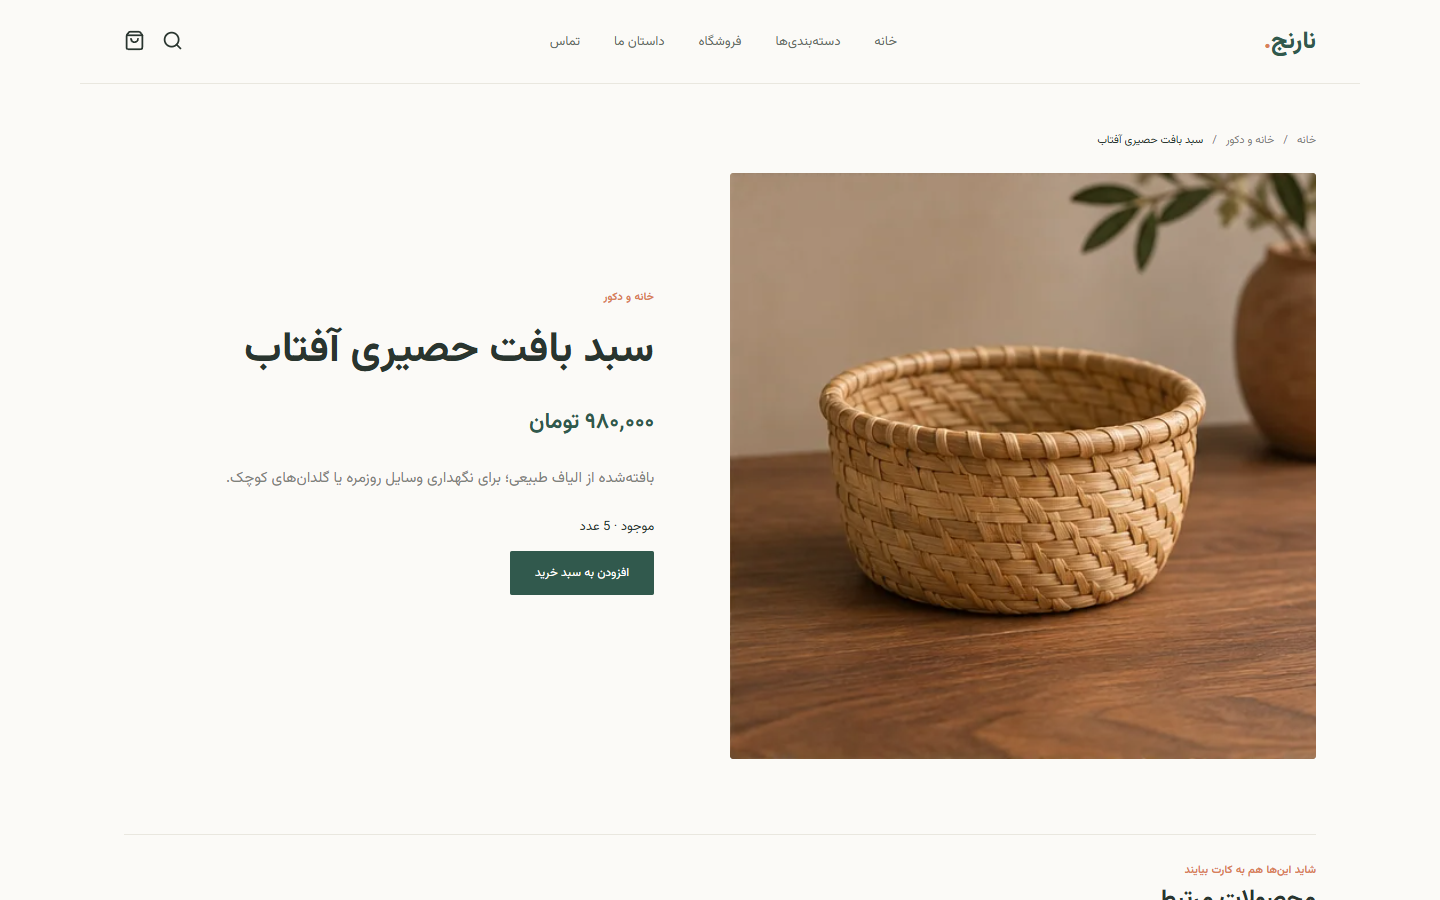 نارنج.
خانه دسته‌بندی‌ها فروشگاه داستان ما تماس
خانه / خانه و دکور / سبد بافت حصیری آفتاب
خانه و دکور
سبد بافت حصیری آفتاب
۹۸۰٬۰۰۰ تومان
بافته‌شده از الیاف طبیعی؛ برای نگهداری وسایل روزمره یا گلدان‌های کوچک.
موجود · 5 عدد
افزودن به سبد خرید
شاید این‌ها هم به کارت بیایند
محصولات مرتبط